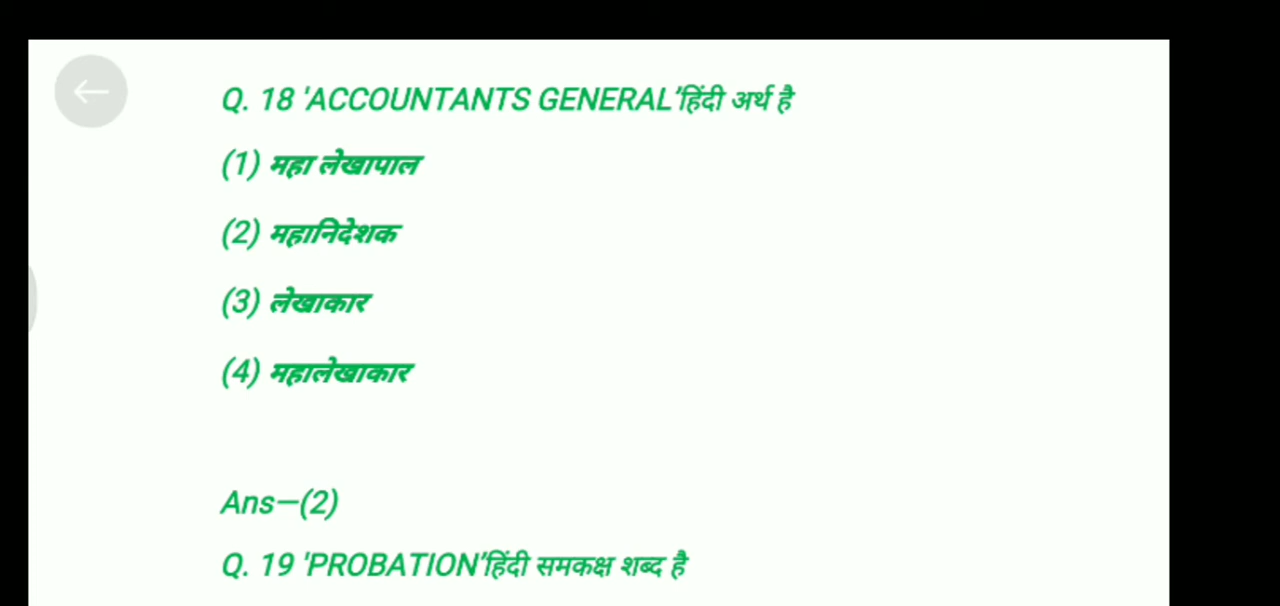 Q. 18 'ACCOUNTANTS GENERAL'हिंदी अर्थ है
(1) महा लेखापाल
(2) महानिदेशक
(3) लेखाकार
(4) महालेखाकार
Ans—(2)
Q. 19 'PROBATION'हिंदी समकक्ष शब्द है